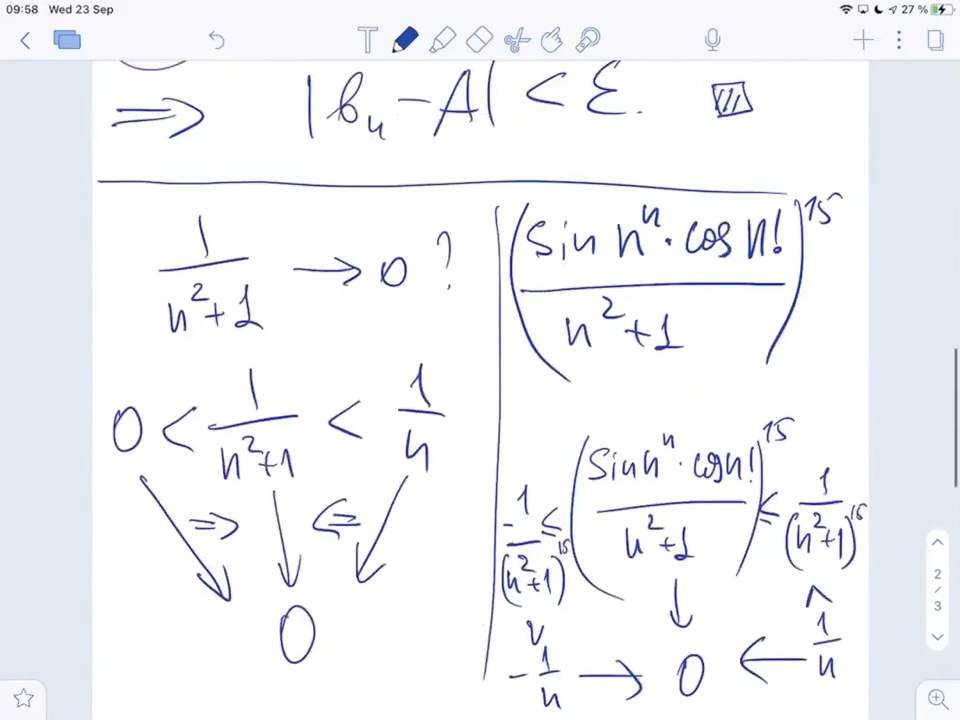 09:58 Wed 23 Sep 27 %
T
⟹ |bₙ − A| < ε.
1/(n²+1) → 0 ?
0 < 1/(n²+1) < 1/n
⇒ ⇐
0
(sin nⁿ · cos n! / (n²+1))¹⁵
−1/(n²+1)¹⁵ ≤ (sin nⁿ · cos n! / (n²+1))¹⁵ ≤ 1/(n²+1)¹⁵
∨ ↓ ∧
−1/n → 0 ← 1/n
2
/
3